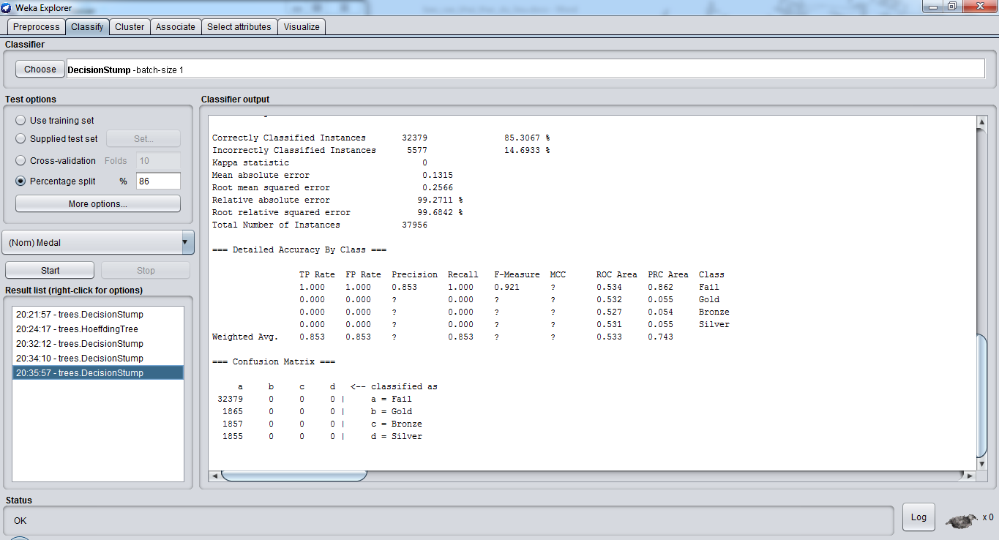 Weka Explorer
Preprocess Classify Cluster Associate Select attributes Visualize
Classifier
Choose DecisionStump -batch-size 1
Test options
Use training set
Supplied test set Set...
Cross-validation Folds 10
Percentage split % 86
More options...
(Nom) Medal
Start Stop
Result list (right-click for options)
20:21:57 - trees.DecisionStump
20:24:17 - trees.HoeffdingTree
20:32:12 - trees.DecisionStump
20:34:10 - trees.DecisionStump
20:35:57 - trees.DecisionStump
Classifier output
Correctly Classified Instances 32379 85.3067 %
Incorrectly Classified Instances 5577 14.6933 %
Kappa statistic 0
Mean absolute error 0.1315
Root mean squared error 0.2566
Relative absolute error 99.2711 %
Root relative squared error 99.6842 %
Total Number of Instances 37956
=== Detailed Accuracy By Class ===
TP Rate FP Rate Precision Recall F-Measure MCC ROC Area PRC Area Class
1.000 1.000 0.853 1.000 0.921 ? 0.534 0.862 Fail
0.000 0.000 ? 0.000 ? ? 0.532 0.055 Gold
0.000 0.000 ? 0.000 ? ? 0.527 0.054 Bronze
0.000 0.000 ? 0.000 ? ? 0.531 0.055 Silver
Weighted Avg. 0.853 0.853 ? 0.853 ? ? 0.533 0.743
=== Confusion Matrix ===
a b c d <-- classified as
32379 0 0 0 | a = Fail
1865 0 0 0 | b = Gold
1857 0 0 0 | c = Bronze
1855 0 0 0 | d = Silver
Status
OK
Log
x 0